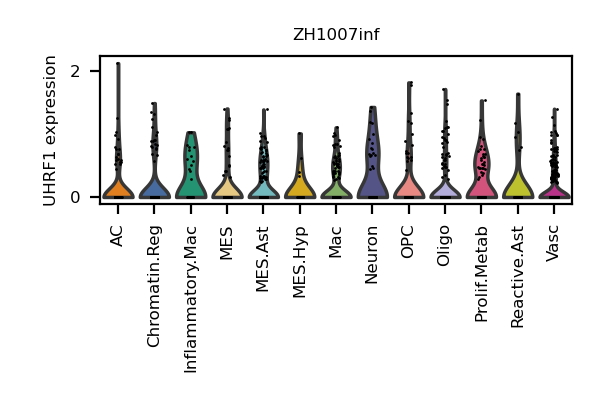 ZH1007inf
UHRF1 expression
2
0
AC
Chromatin.Reg
Inflammatory.Mac
MES
MES.Ast
MES.Hyp
Mac
Neuron
OPC
Oligo
Prolif.Metab
Reactive.Ast
Vasc